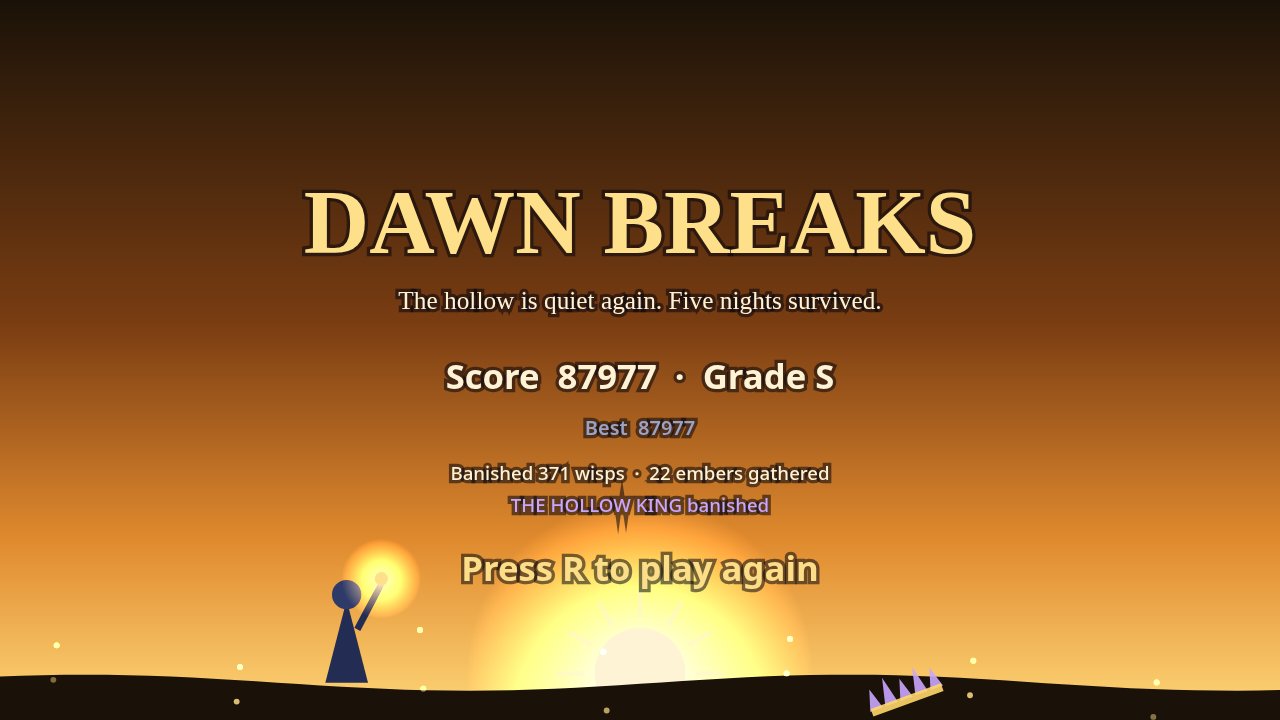 DAWN BREAKS
The hollow is quiet again. Five nights survived.
Score 87977 · Grade S
Best 87977
Banished 371 wisps · 22 embers gathered
THE HOLLOW KING banished
Press R to play again